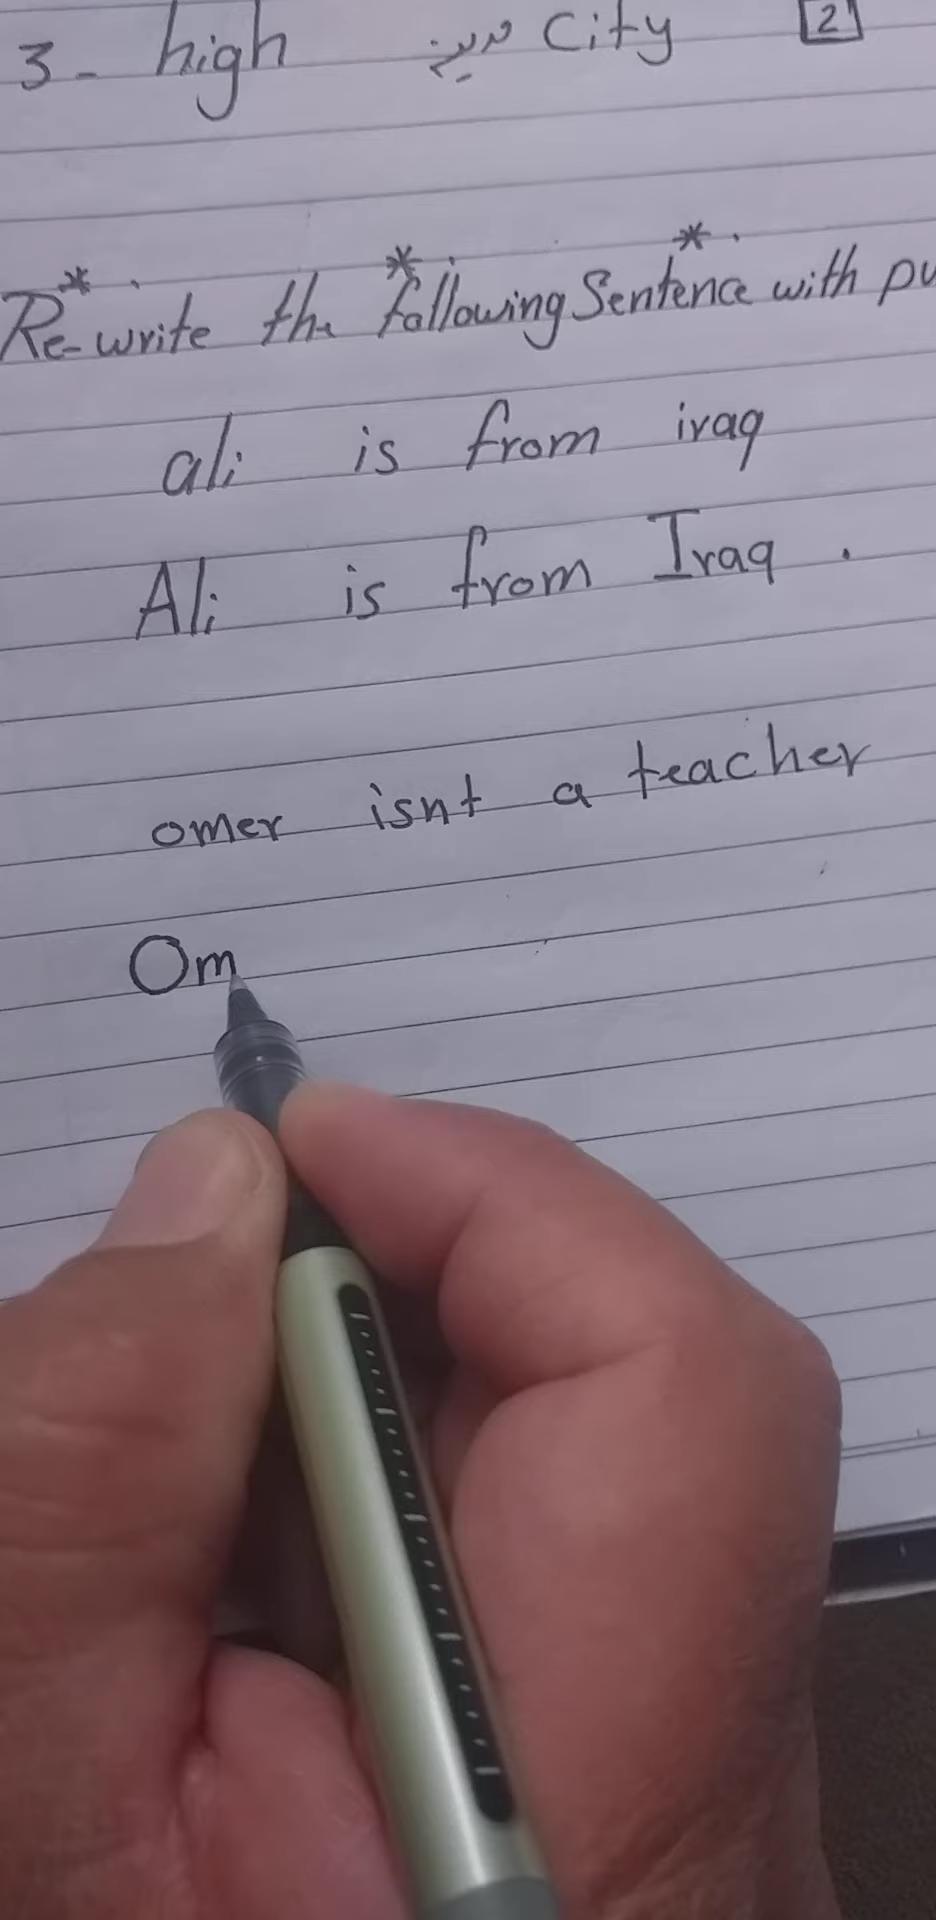 3- high بين City 2
Re-write the following Sentence with pu
ali is from iraq
Ali is from Iraq .
omer isnt a teacher
Om